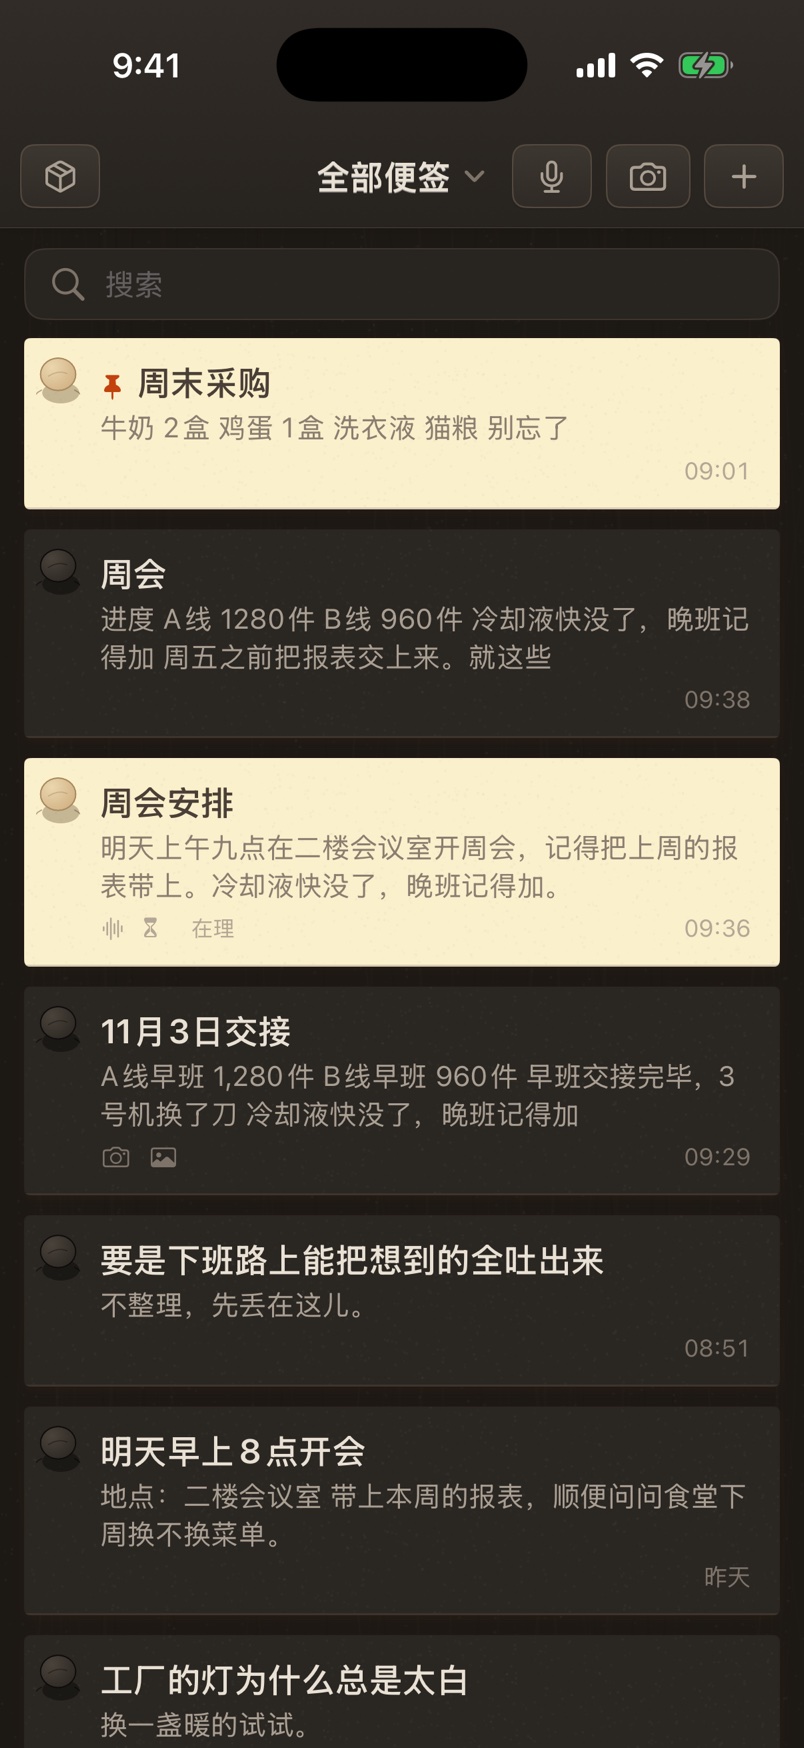 9:41
全部便签
搜索
周末采购
牛奶 2盒 鸡蛋 1盒 洗衣液 猫粮 别忘了
09:01
周会
进度 A线 1280件 B线 960件 冷却液快没了，晚班记
得加 周五之前把报表交上来。就这些
09:38
周会安排
明天上午九点在二楼会议室开周会，记得把上周的报
表带上。冷却液快没了，晚班记得加。
在理
09:36
11月3日交接
A线早班 1,280件 B线早班 960件 早班交接完毕，3
号机换了刀 冷却液快没了，晚班记得加
09:29
要是下班路上能把想到的全吐出来
不整理，先丢在这儿。
08:51
明天早上8点开会
地点：二楼会议室 带上本周的报表，顺便问问食堂下
周换不换菜单。
昨天
工厂的灯为什么总是太白
换一盏暖的试试。